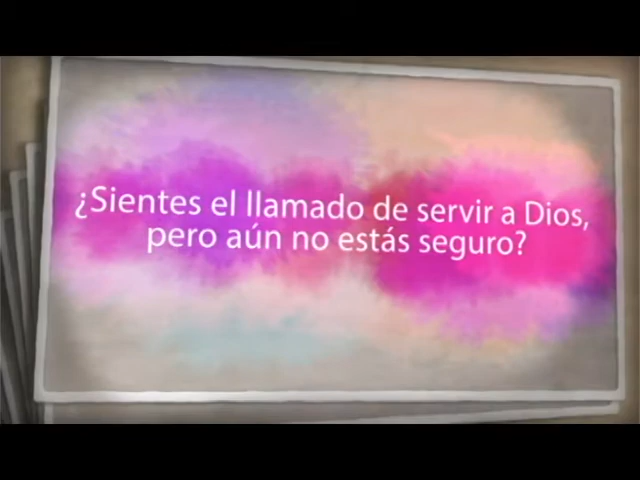 ¿Sientes el llamado de servir a Dios,
pero aún no estás seguro?